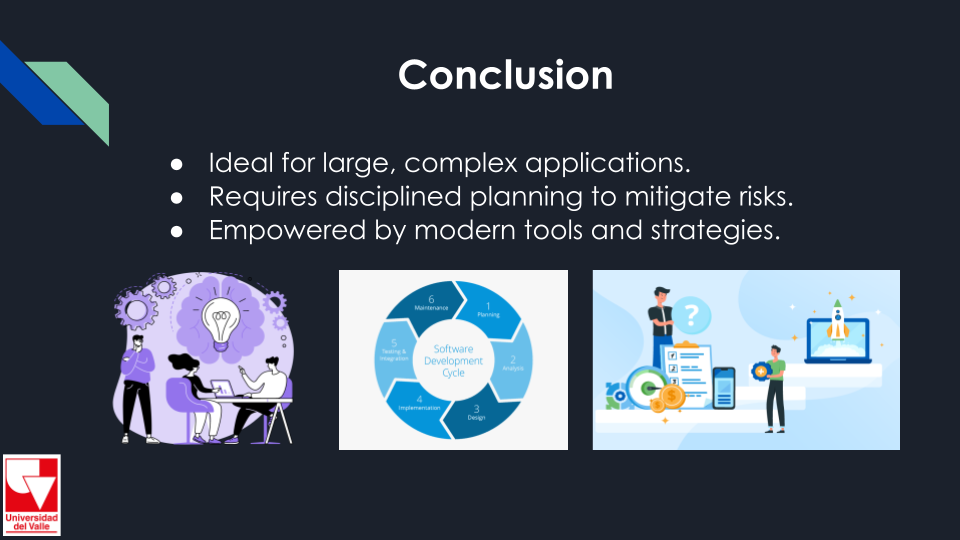 Conclusion
● Ideal for large, complex applications.
● Requires disciplined planning to mitigate risks.
● Empowered by modern tools and strategies.
6
Maintenance
1
Planning
5
Testing &
Integration
Software
Development
Cycle
2
Analysis
4
Implementation
3
Design
?
Universidad
del Valle